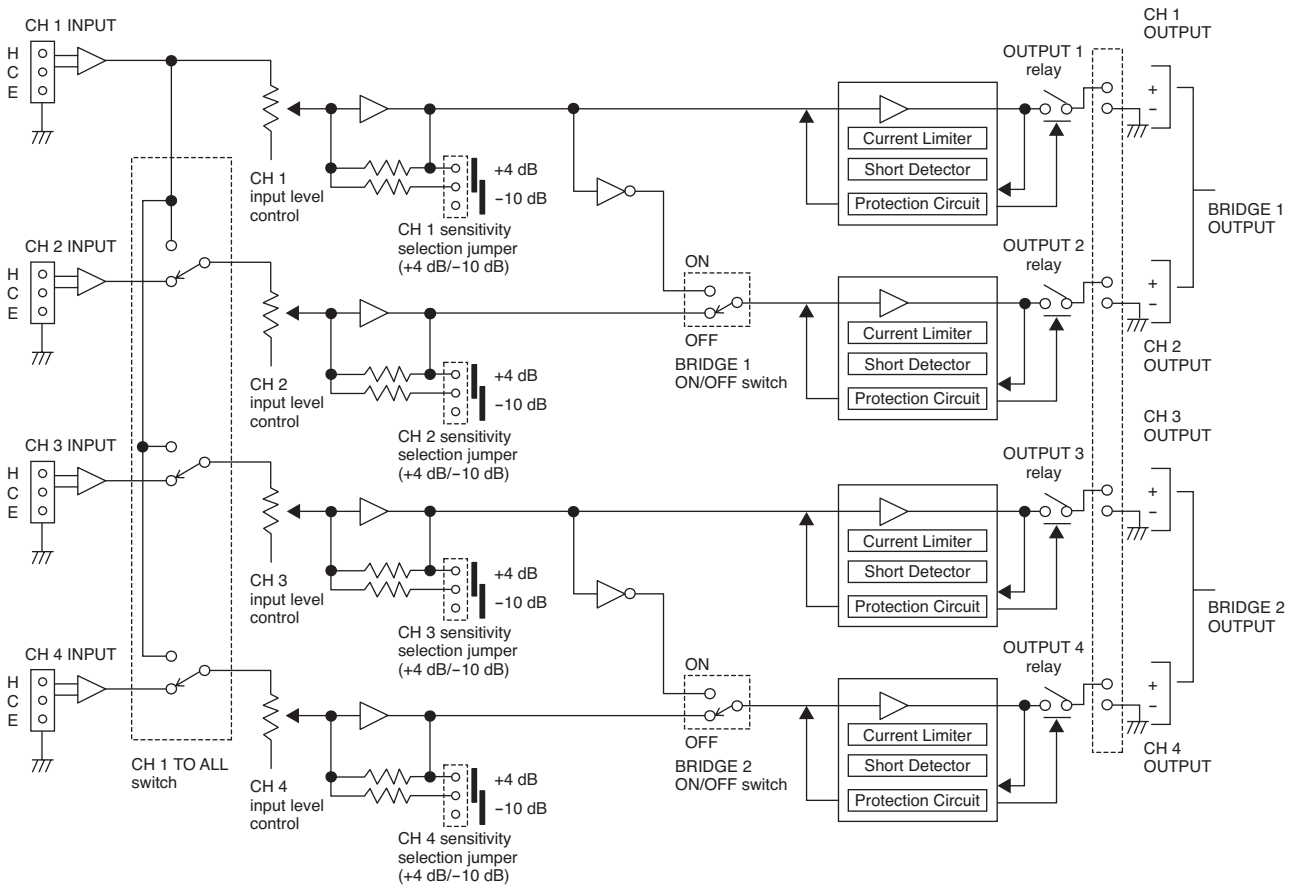 CH 1 INPUT
H
C
E
CH 1
input level
control
+4 dB
−10 dB
CH 1 sensitivity
selection jumper
(+4 dB/−10 dB)
Current Limiter
Short Detector
Protection Circuit
OUTPUT 1
relay
CH 1
OUTPUT
+
−
BRIDGE 1
OUTPUT
CH 2 INPUT
H
C
E
CH 2
input level
control
+4 dB
−10 dB
CH 2 sensitivity
selection jumper
(+4 dB/−10 dB)
ON
OFF
BRIDGE 1
ON/OFF switch
Current Limiter
Short Detector
Protection Circuit
OUTPUT 2
relay
+
−
CH 2
OUTPUT
CH 3 INPUT
H
C
E
CH 3
input level
control
+4 dB
−10 dB
CH 3 sensitivity
selection jumper
(+4 dB/−10 dB)
Current Limiter
Short Detector
Protection Circuit
OUTPUT 3
relay
CH 3
OUTPUT
+
−
BRIDGE 2
OUTPUT
CH 4 INPUT
H
C
E
CH 1 TO ALL
switch
CH 4
input level
control
+4 dB
−10 dB
CH 4 sensitivity
selection jumper
(+4 dB/−10 dB)
ON
OFF
BRIDGE 2
ON/OFF switch
Current Limiter
Short Detector
Protection Circuit
OUTPUT 4
relay
+
−
CH 4
OUTPUT